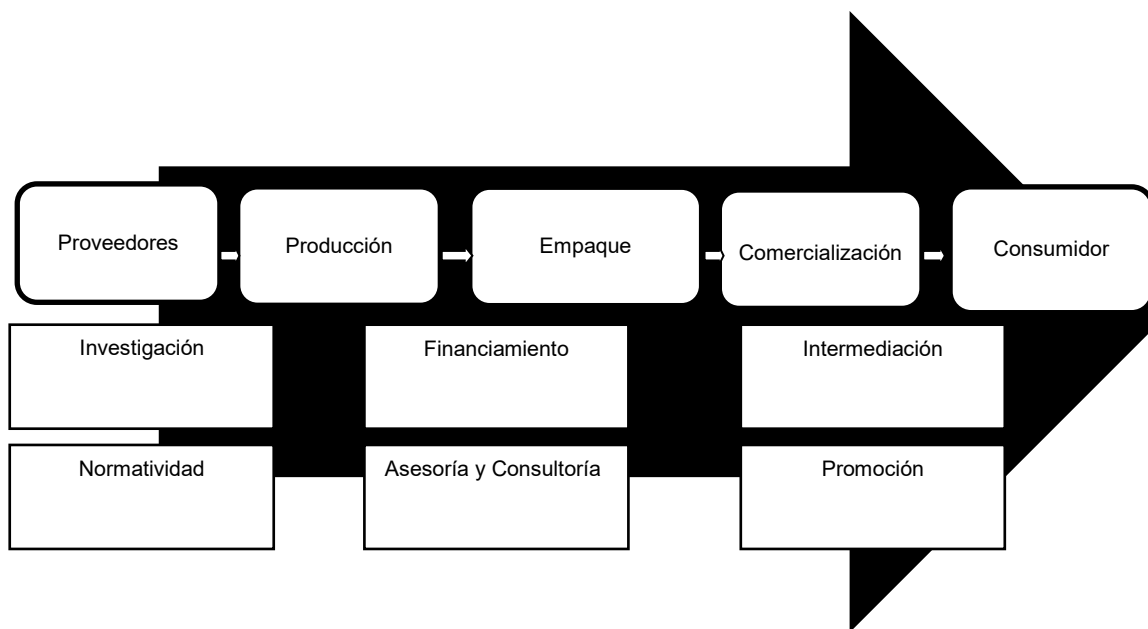 Proveedores
Producción
Empaque
Comercialización
Consumidor
Investigación
Financiamiento
Intermediación
Normatividad
Asesoría y Consultoría
Promoción